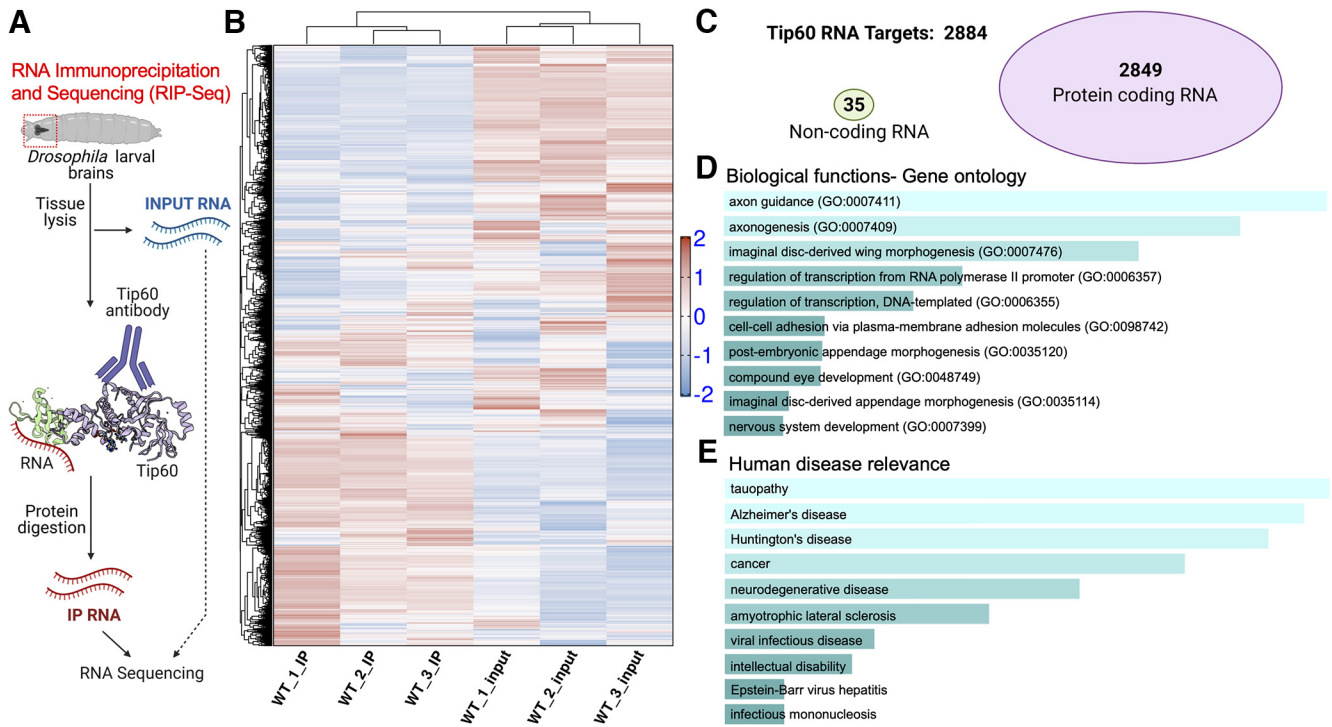 A
RNA Immunoprecipitation
and Sequencing (RIP-Seq)
Drosophila larval
brains
Tissue
lysis
INPUT RNA
Tip60
antibody
RNA
Tip60
Protein
digestion
IP RNA
RNA Sequencing
B
2
1
0
-1
-2
WT_1_IP
WT_2_IP
WT_3_IP
WT_1_input
WT_2_input
WT_3_input
C
Tip60 RNA Targets: 2884
35
Non-coding RNA
2849
Protein coding RNA
D
Biological functions- Gene ontology
axon guidance (GO:0007411)
axonogenesis (GO:0007409)
imaginal disc-derived wing morphogenesis (GO:0007476)
regulation of transcription from RNA polymerase II promoter (GO:0006357)
regulation of transcription, DNA-templated (GO:0006355)
cell-cell adhesion via plasma-membrane adhesion molecules (GO:0098742)
post-embryonic appendage morphogenesis (GO:0035120)
compound eye development (GO:0048749)
imaginal disc-derived appendage morphogenesis (GO:0035114)
nervous system development (GO:0007399)
E
Human disease relevance
tauopathy
Alzheimer's disease
Huntington's disease
cancer
neurodegenerative disease
amyotrophic lateral sclerosis
viral infectious disease
intellectual disability
Epstein-Barr virus hepatitis
infectious mononucleosis